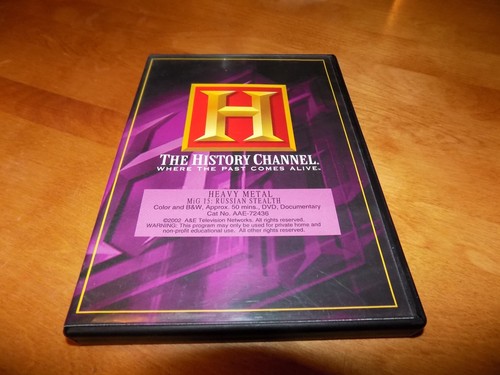 H
THE HISTORY CHANNEL.
WHERE THE PAST COMES ALIVE.
HEAVY METAL
MiG 15: RUSSIAN STEALTH
Color and B&W, Approx. 50 mins., DVD, Documentary
Cat No. AAE-72436
©2002 A&E Television Networks. All rights reserved.
WARNING: This program may only be used for private home and
non-profit educational use. All other rights reserved.